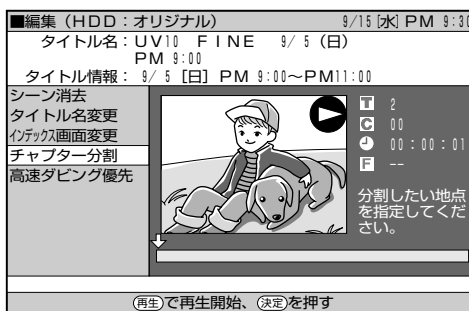 ■編集（HDD：オリジナル） 9/15 [水] PM 9:30
タイトル名：UV10 FINE 9/ 5（日）
PM 9:00
タイトル情報：9/ 5 [日] PM 9:00～PM11:00
シーン消去
タイトル名変更
インデックス画面変更
チャプター分割
高速ダビング優先
T 2
C 00
00：00：01
F --
分割したい地点
を指定してくだ
さい。
再生で再生開始、決定を押す